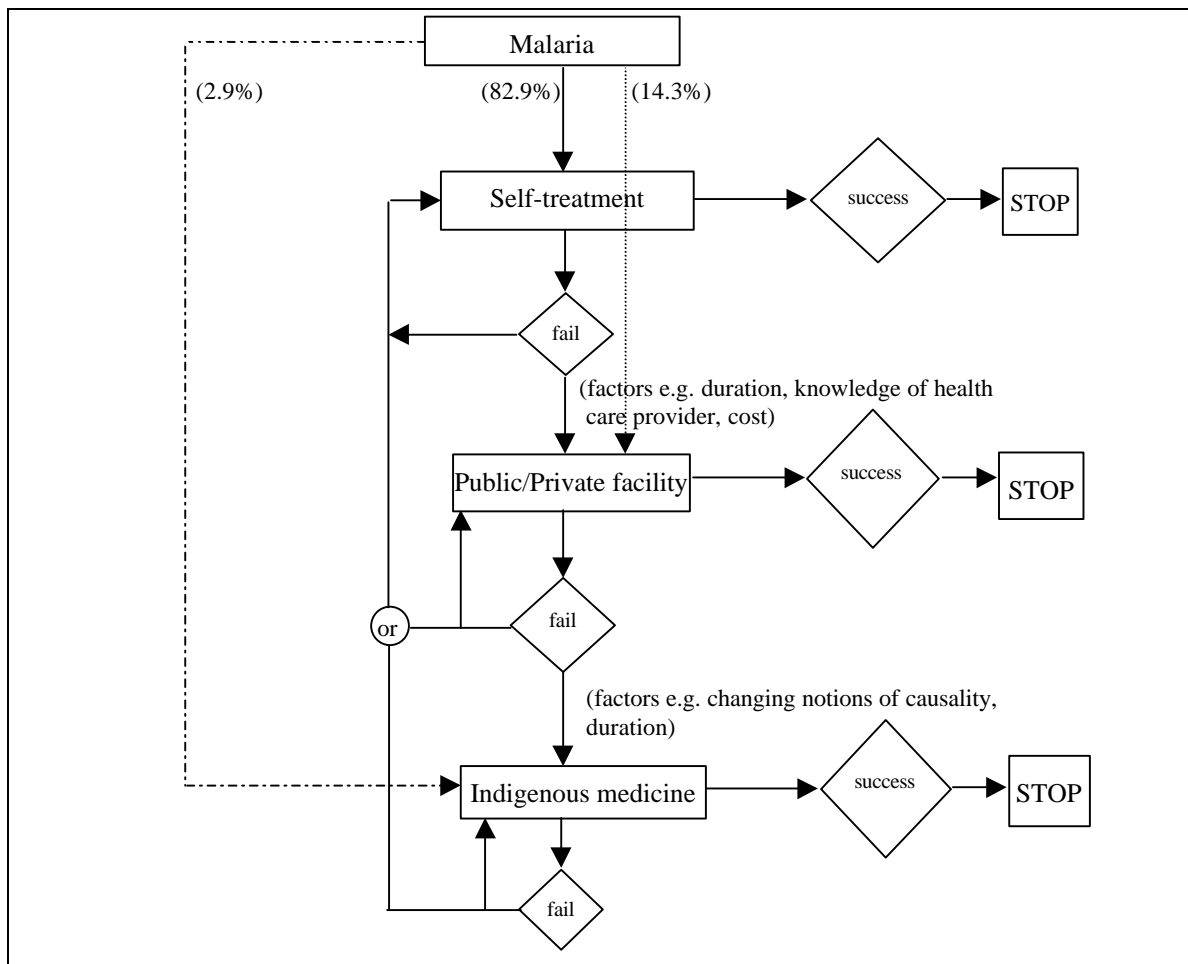 Malaria
(2.9%)
(82.9%)
(14.3%)
Self-treatment
success
STOP
fail
(factors e.g. duration, knowledge of health
care provider, cost)
Public/Private facility
success
STOP
fail
or
(factors e.g. changing notions of causality,
duration)
Indigenous medicine
success
STOP
fail